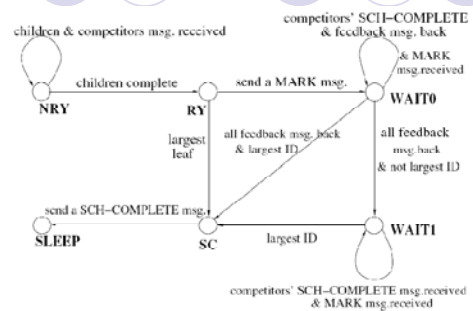 competitors' SCH-COMPLETE
& feedback msg. back
children & competitors msg. received
& MARK
msg.received
children complete
send a MARK msg.
NRY
RY
WAIT0
largest
leaf
all feedback msg. back
& largest ID
all feedback
msg.back
& not largest ID
send a SCH-COMPLETE msg.
SLEEP
SC
largest ID
WAIT1
competitors' SCH-COMPLETE msg.received
& MARK msg.received